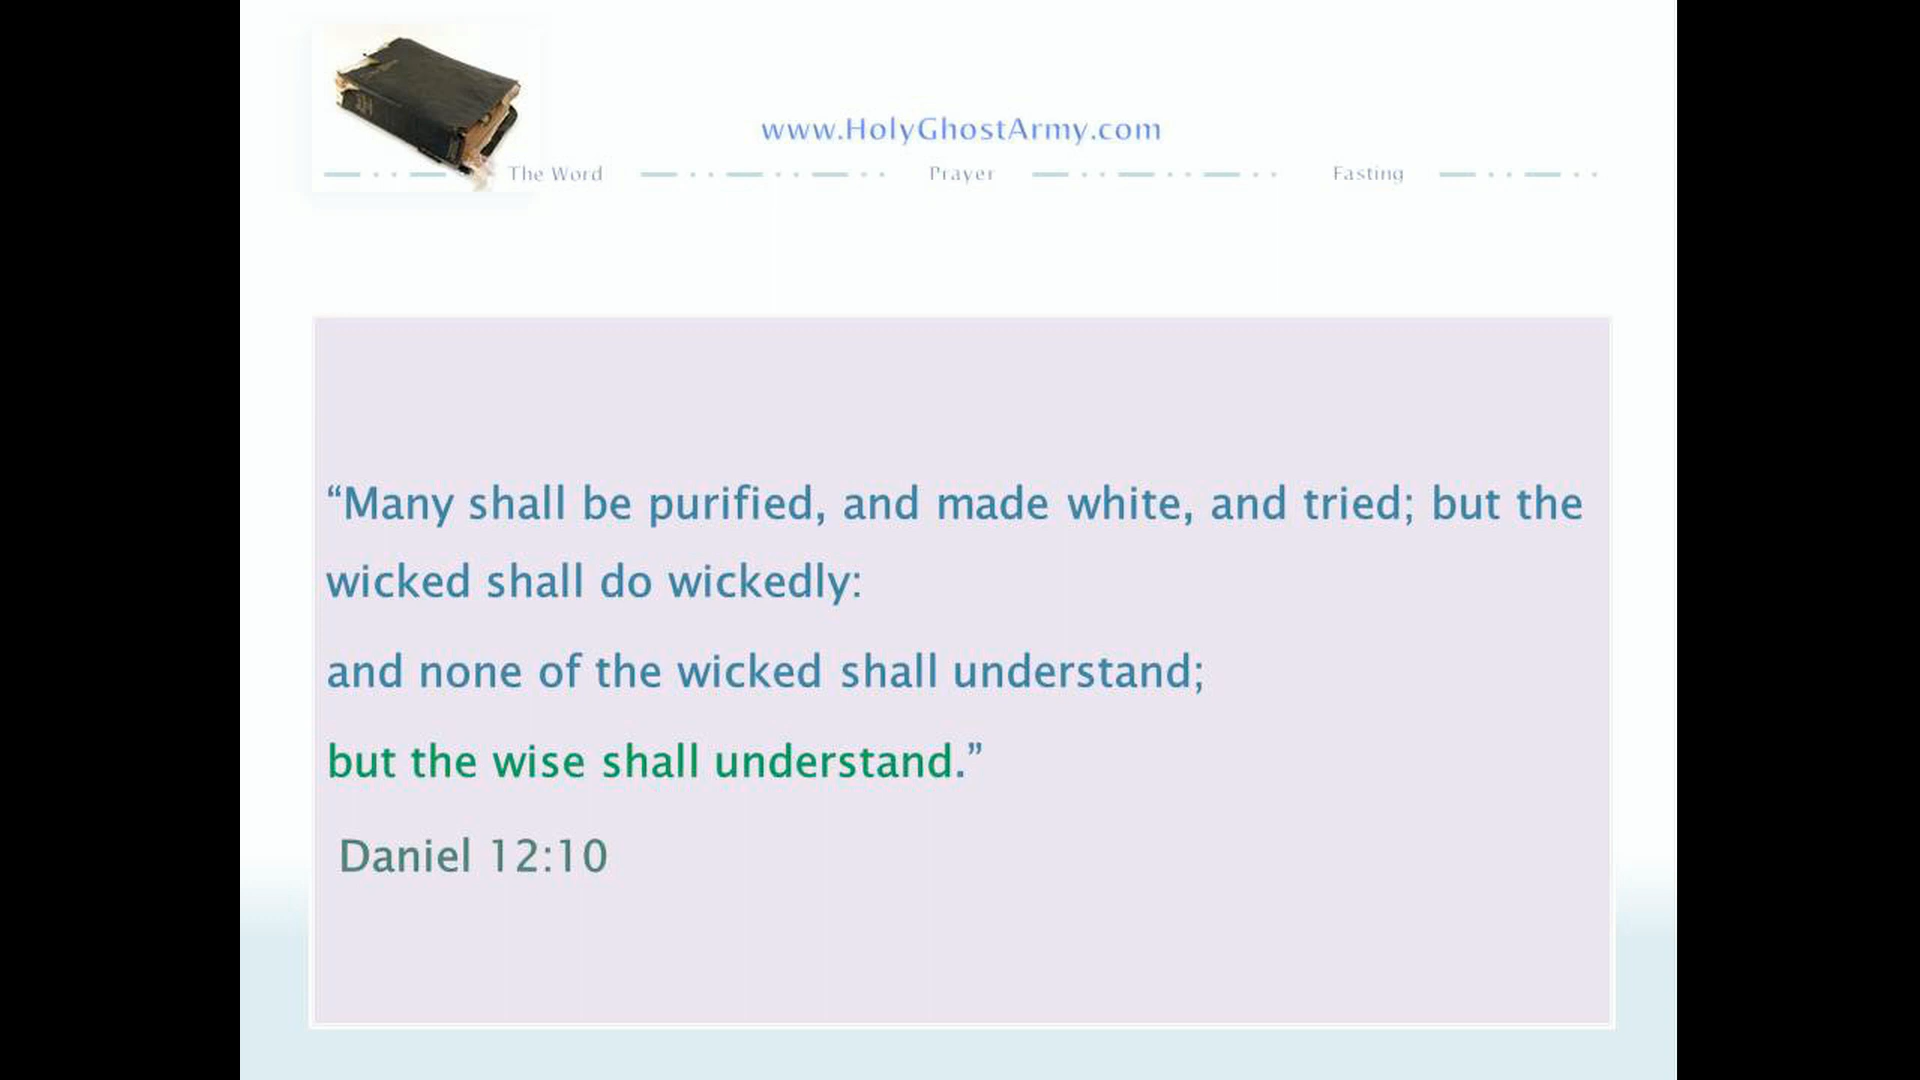 www.HolyGhostArmy.com
The Word Prayer Fasting
“Many shall be purified, and made white, and tried; but the
wicked shall do wickedly:
and none of the wicked shall understand;
but the wise shall understand.”
Daniel 12:10